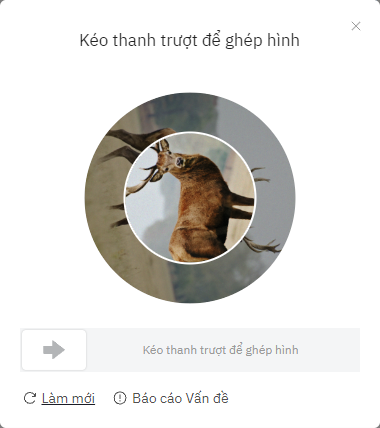 Kéo thanh trượt để ghép hình
Kéo thanh trượt để ghép hình
Làm mới Báo cáo Vấn đề